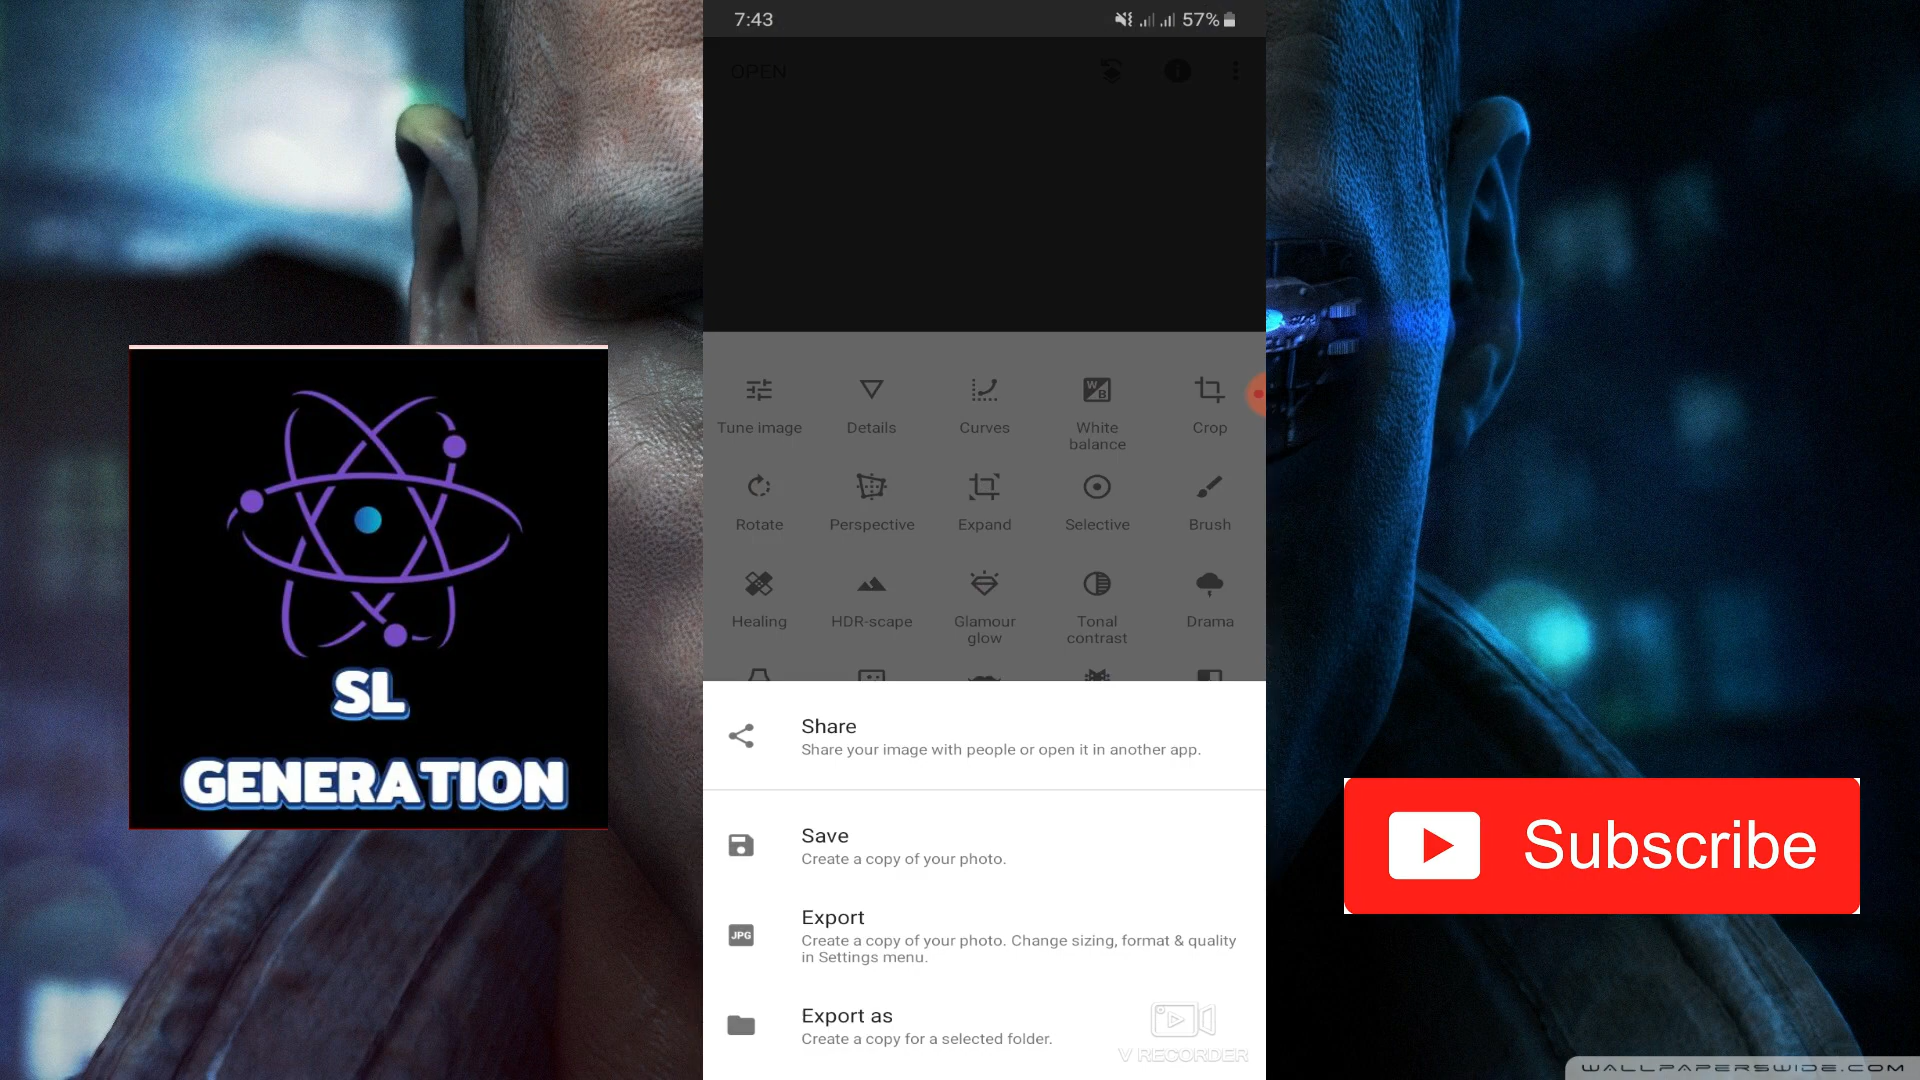 7:43
57%
OPEN
Tune image
Details
Curves
White
balance
Crop
Rotate
Perspective
Expand
Selective
Brush
Healing
HDR-scape
Glamour
glow
Tonal
contrast
Drama
Share
Share your image with people or open it in another app.
Save
Create a copy of your photo.
JPG
Export
Create a copy of your photo. Change sizing, format & quality
in Settings menu.
Export as
Create a copy for a selected folder.
V RECORDER
SL
GENERATION
Subscribe
WALLPAPERSWIDE.COM